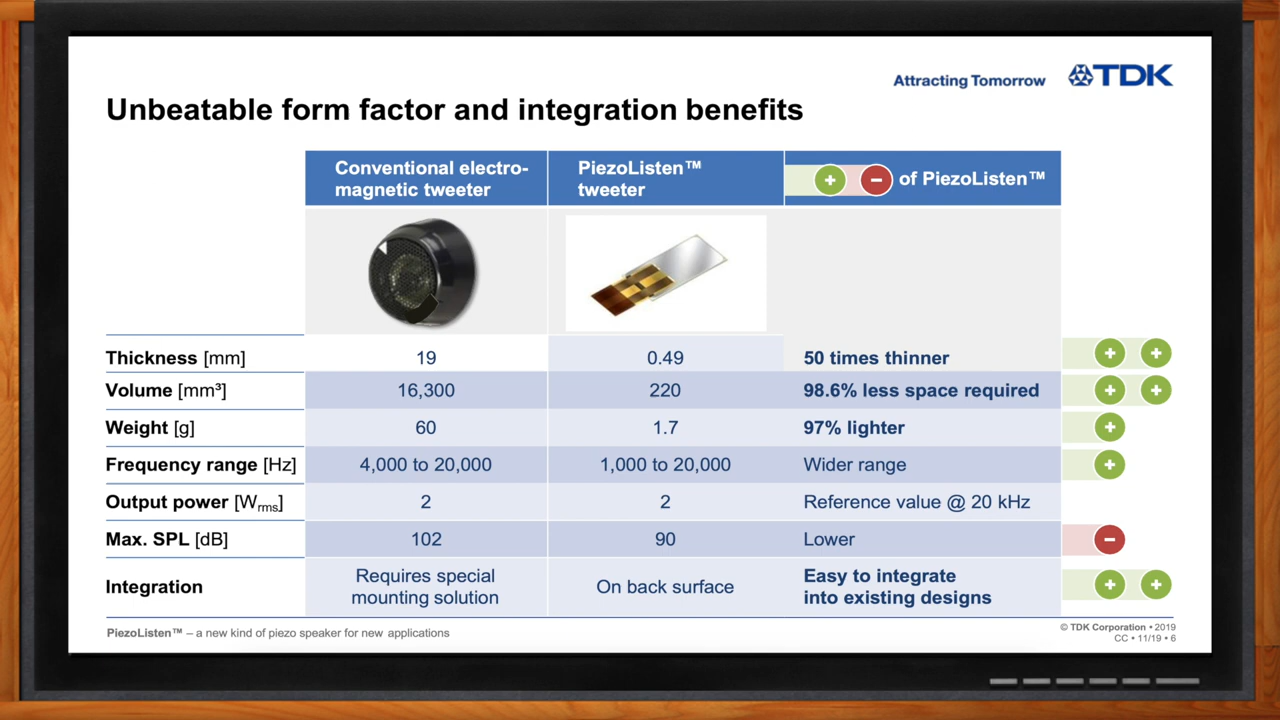 Attracting Tomorrow TDK
Unbeatable form factor and integration benefits
Conventional electro-
magnetic tweeter
PiezoListen™
tweeter
+ − of PiezoListen™
Thickness [mm] 19 0.49 50 times thinner + +
Volume [mm³] 16,300 220 98.6% less space required + +
Weight [g] 60 1.7 97% lighter +
Frequency range [Hz] 4,000 to 20,000 1,000 to 20,000 Wider range +
Output power [Wrms] 2 2 Reference value @ 20 kHz
Max. SPL [dB] 102 90 Lower −
Integration
Requires special
mounting solution
On back surface
Easy to integrate
into existing designs
+ +
PiezoListen™ – a new kind of piezo speaker for new applications
© TDK Corporation • 2019
CC • 11/19 • 6